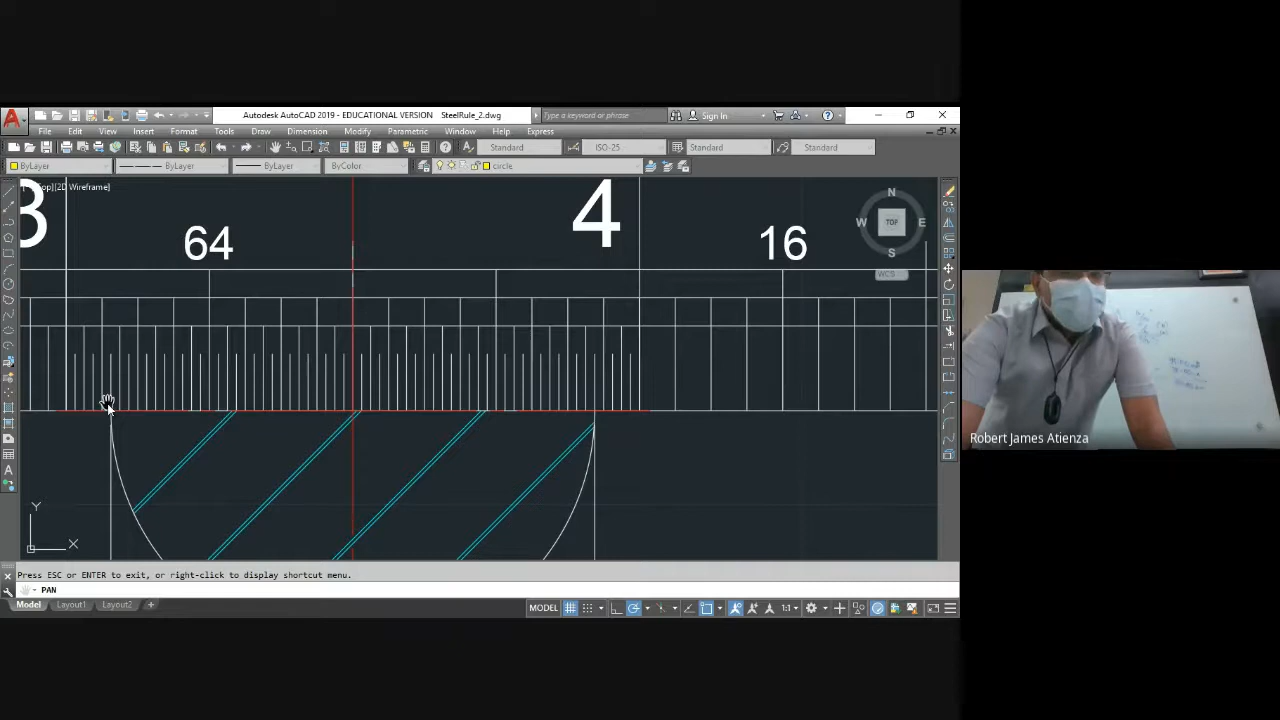 Autodesk AutoCAD 2019 - EDUCATIONAL VERSION SteelRule_2.dwg
Type a keyword or phrase
Sign In
File Edit View Insert Format Tools Draw Dimension Modify Parametric Window Help Express
Standard ISO-25 Standard Standard
ByLayer ByLayer ByLayer ByColor circle
Top][2D Wireframe]
N
W TOP E
S
WCS
3 64 4 16
Y
X
Press ESC or ENTER to exit, or right-click to display shortcut menu.
PAN
Model Layout1 Layout2 +
MODEL 1:1
Robert James Atienza